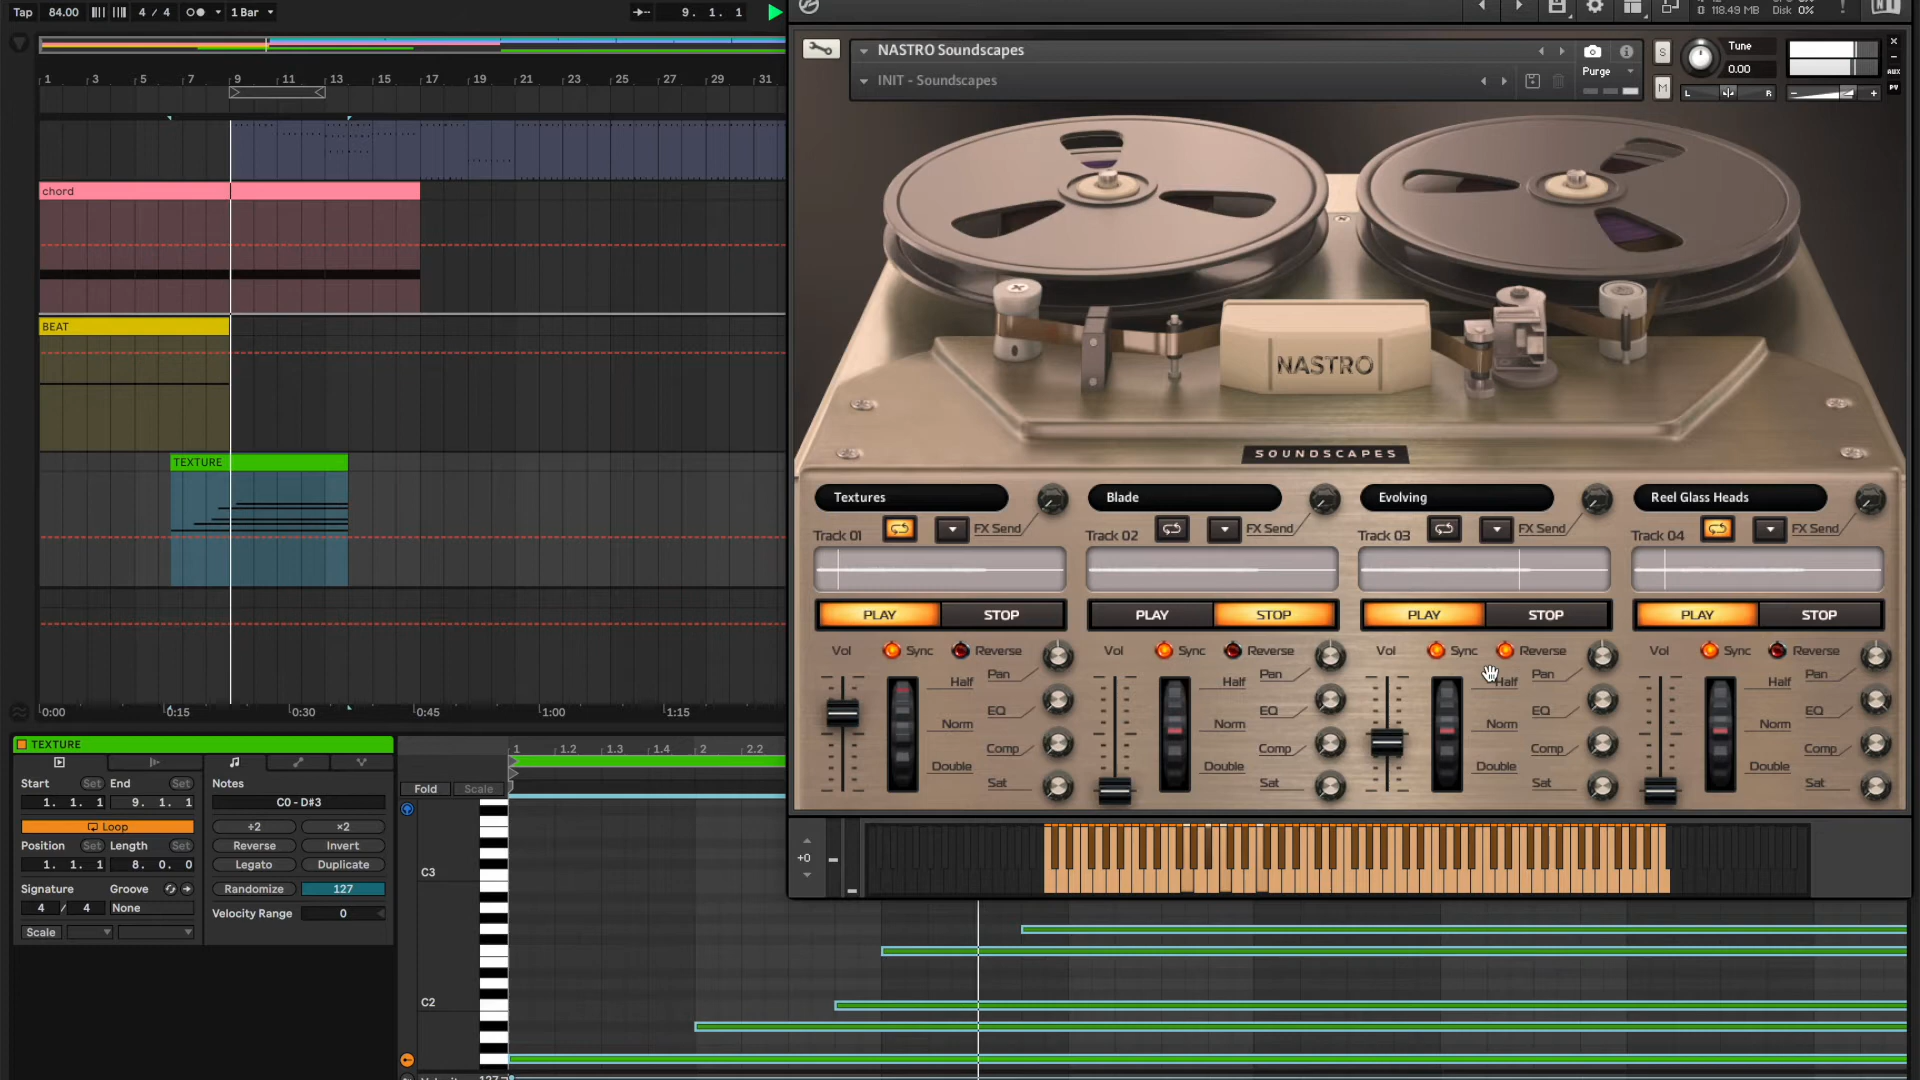 Tap 84.00 4 / 4 1 Bar 9. 1. 1
118.49 MB Disk 0%
NASTRO Soundscapes
INIT - Soundscapes
Purge
S
M
Tune
0.00
L R
- +
AUX
PV
1 3 5 7 9 11 13 15 17 19 21 23 25 27 29 31
chord
BEAT
TEXTURE
0:00 0:15 0:30 0:45 1:00 1:15
NASTRO
SOUNDSCAPES
Textures Blade Evolving Reel Glass Heads
Track 01 FX Send Track 02 FX Send Track 03 FX Send Track 04 FX Send
PLAY STOP PLAY STOP PLAY STOP PLAY STOP
Vol Sync Reverse Vol Sync Reverse Vol Sync Reverse Vol Sync Reverse
Half Pan Half Pan Half Pan Half Pan
Norm EQ Norm EQ Norm EQ Norm EQ
Double Comp Double Comp Double Comp Double Comp
Sat Sat Sat Sat
+0
TEXTURE
Start Set End Set
1. 1. 1 9. 1. 1
Loop
Position Set Length Set
1. 1. 1 8. 0. 0
Signature Groove
4 / 4 None
Scale
Notes
C0 - D#3
÷2 ×2
Reverse Invert
Legato Duplicate
Randomize 127
Velocity Range 0
1 1.2 1.3 1.4 2 2.2
Fold Scale
C3
C2